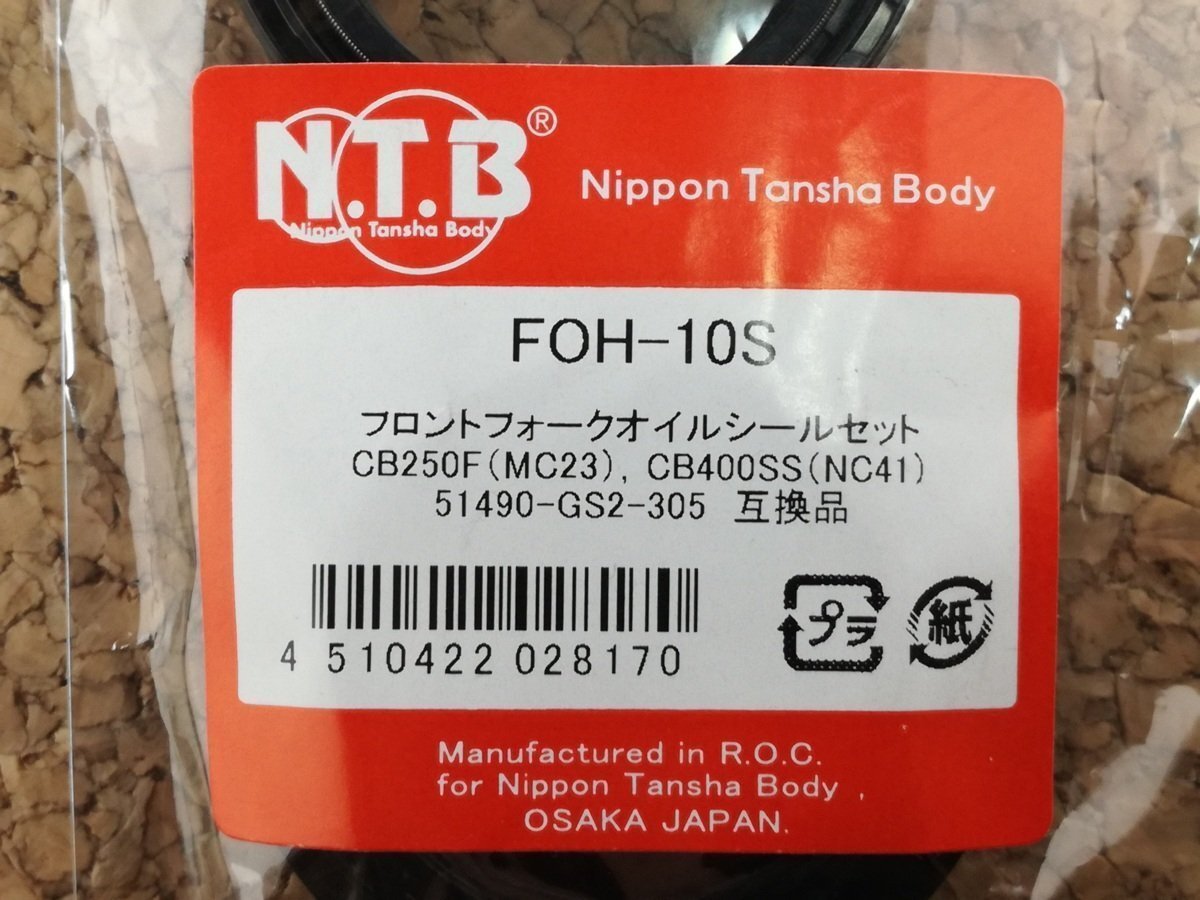 N.T.B®
Nippon Tansha Body
Nippon Tansha Body
FOH-10S
フロントフォークオイルシールセット
CB250F(MC23), CB400SS(NC41)
51490-GS2-305 互換品
4 510422 028170
プラ
紙
Manufactured in R.O.C.
for Nippon Tansha Body ,
OSAKA JAPAN.